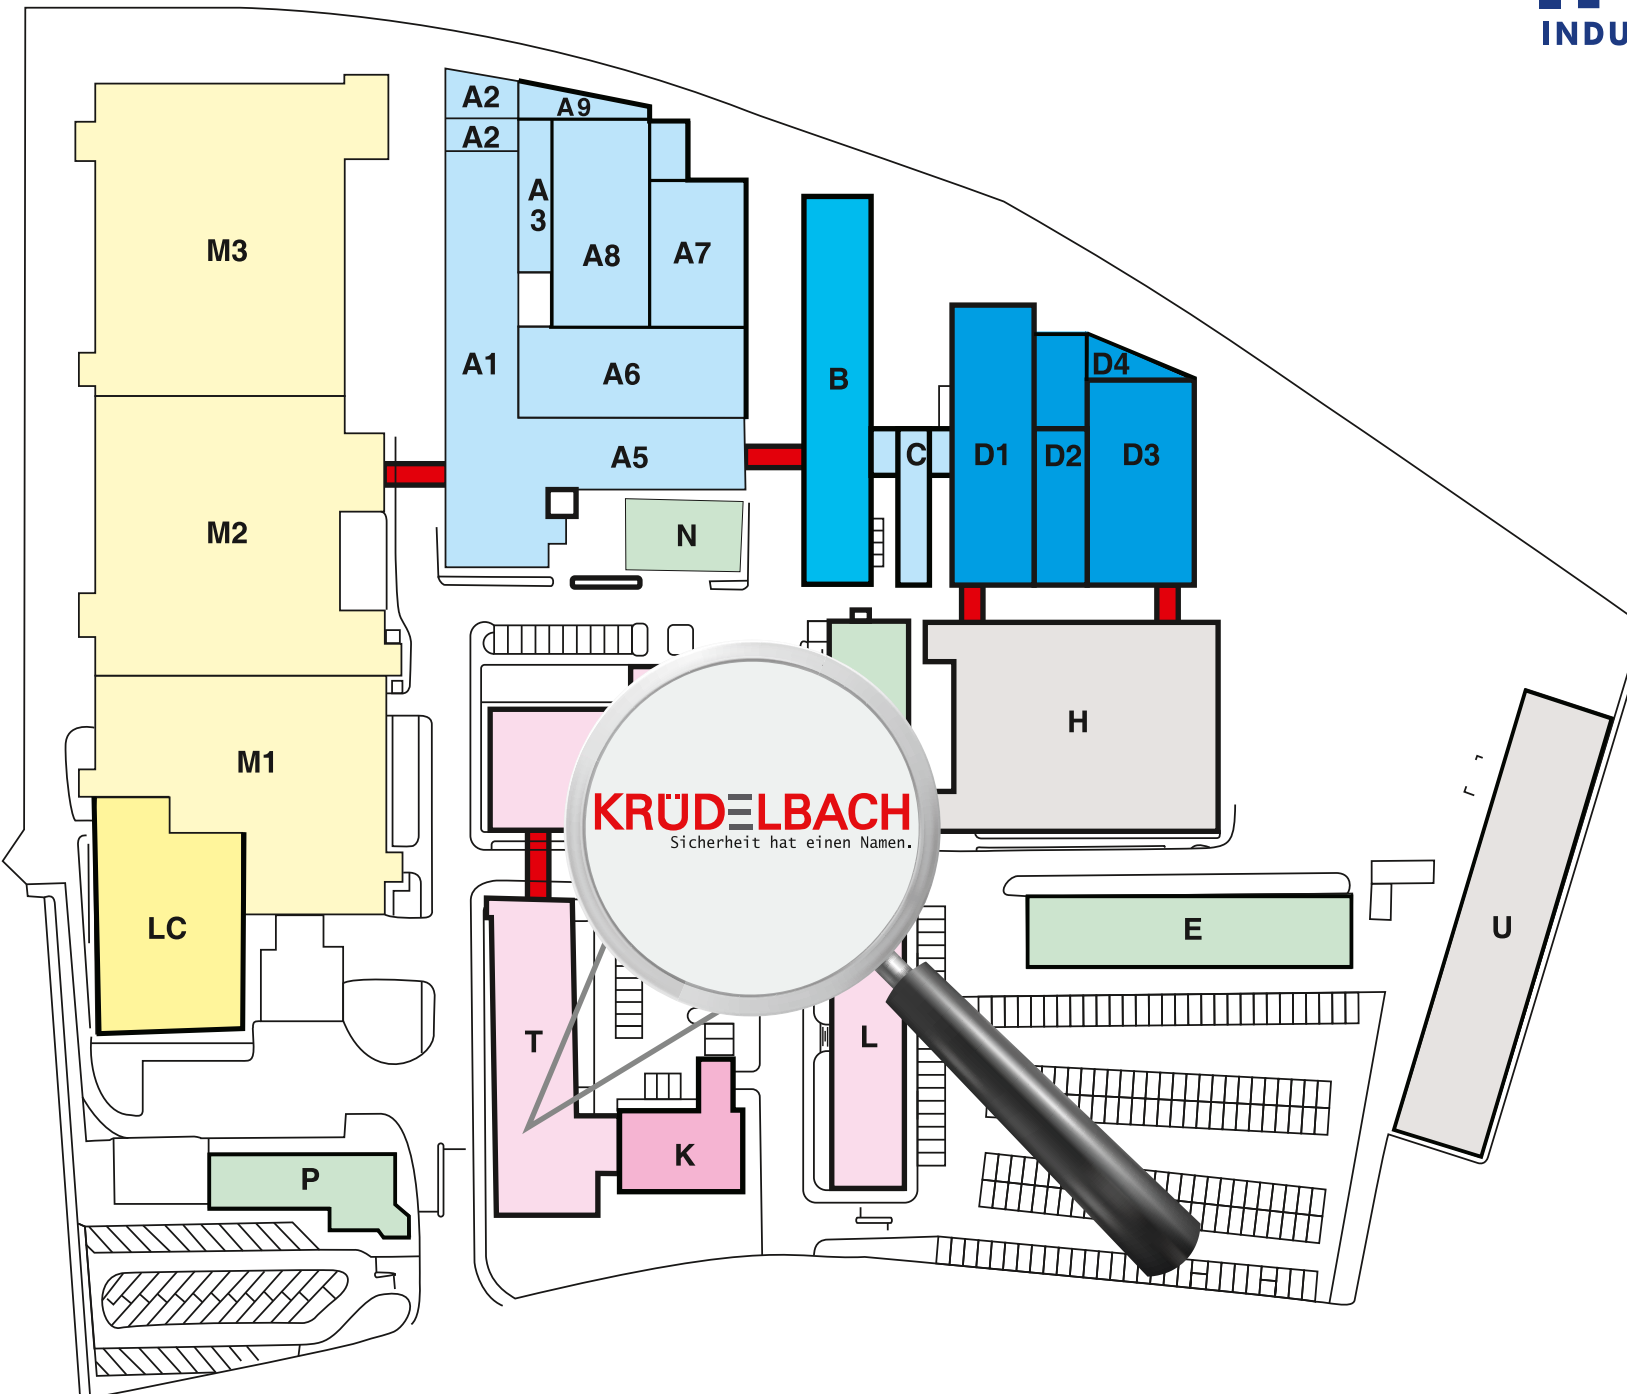 INDU
A2
A9
A2
A
3
M3
A8
A7
A1
A6
B
D4
A5
C
D1
D2
D3
M2
N
H
M1
KRÜDELBACH
Sicherheit hat einen Namen.
LC
E
U
T
L
K
P